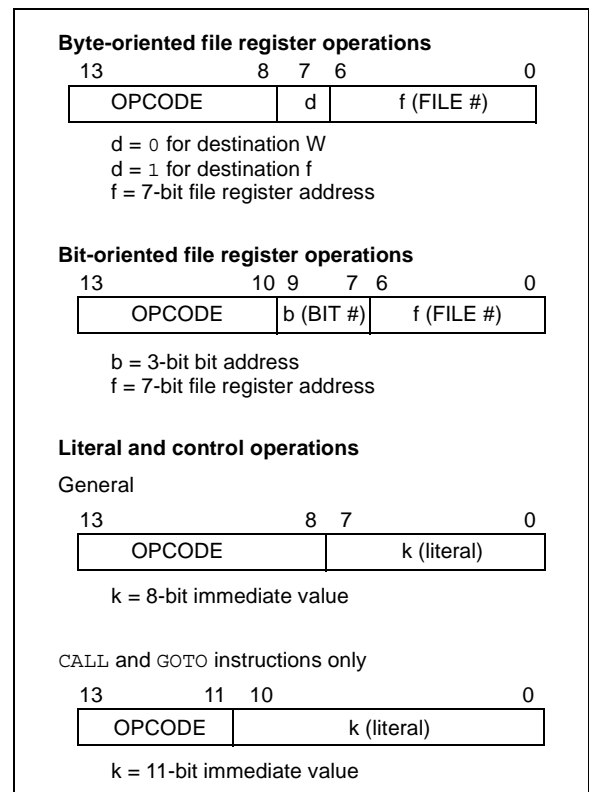 Byte-oriented file register operations
13 8 7 6 0
OPCODE d f (FILE #)
d = 0 for destination W
d = 1 for destination f
f = 7-bit file register address
Bit-oriented file register operations
13 10 9 7 6 0
OPCODE b (BIT #) f (FILE #)
b = 3-bit bit address
f = 7-bit file register address
Literal and control operations
General
13 8 7 0
OPCODE k (literal)
k = 8-bit immediate value
CALL and GOTO instructions only
13 11 10 0
OPCODE k (literal)
k = 11-bit immediate value